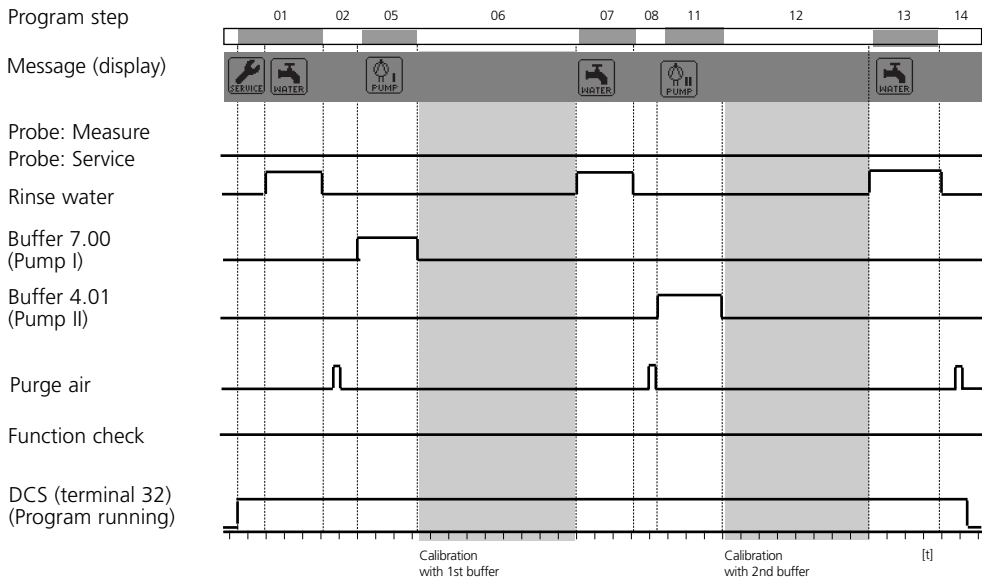 Program step
01 02 05 06 07 08 11 12 13 14
Message (display)
SERVICE WATER I PUMP WATER II PUMP WATER
Probe: Measure
Probe: Service
Rinse water
Buffer 7.00
(Pump I)
Buffer 4.01
(Pump II)
Purge air
Function check
DCS (terminal 32)
(Program running)
Calibration
with 1st buffer
Calibration
with 2nd buffer
[t]